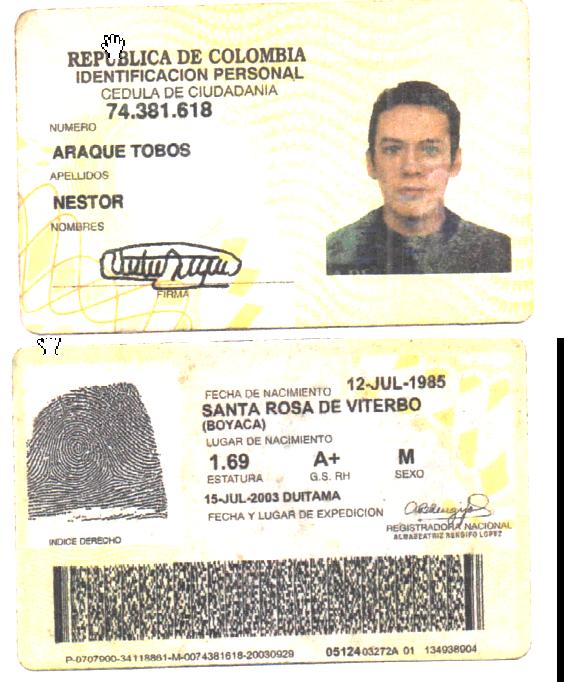 REPUBLICA DE COLOMBIA
IDENTIFICACION PERSONAL
CEDULA DE CIUDADANIA
74.381.618
NUMERO
ARAQUE TOBOS
APELLIDOS
NESTOR
NOMBRES
FIRMA
FECHA DE NACIMIENTO 12-JUL-1985
SANTA ROSA DE VITERBO
(BOYACA)
LUGAR DE NACIMIENTO
1.69 A+ M
ESTATURA G.S. RH SEXO
15-JUL-2003 DUITAMA
FECHA Y LUGAR DE EXPEDICION
REGISTRADORA NACIONAL
ALMABEATRIZ RENGIFO LOPEZ
INDICE DERECHO
P-0707900-34118861-M-0074381618-20030929 0512403272A 01 134938904